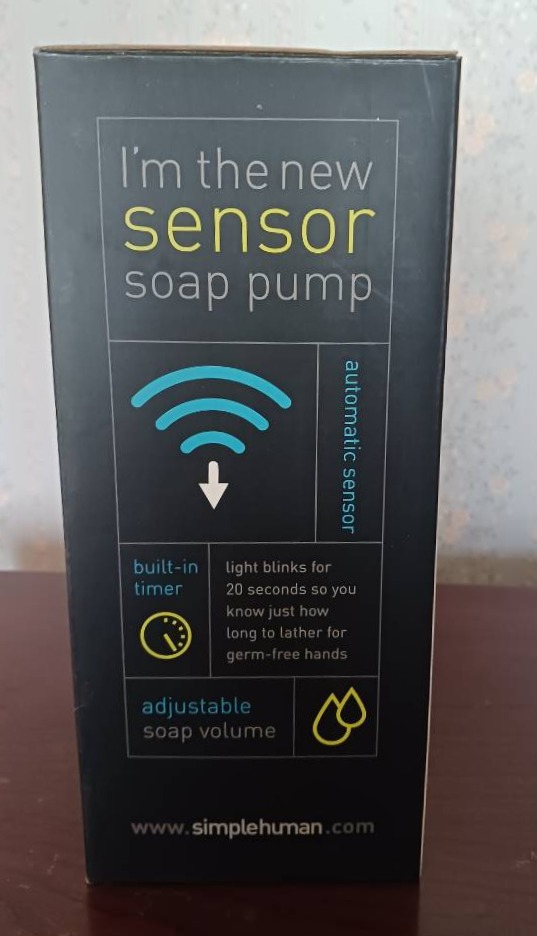 I'm the new
sensor
soap pump
automatic sensor
built-in
timer
light blinks for
20 seconds so you
know just how
long to lather for
germ-free hands
adjustable
soap volume
www.simplehuman.com